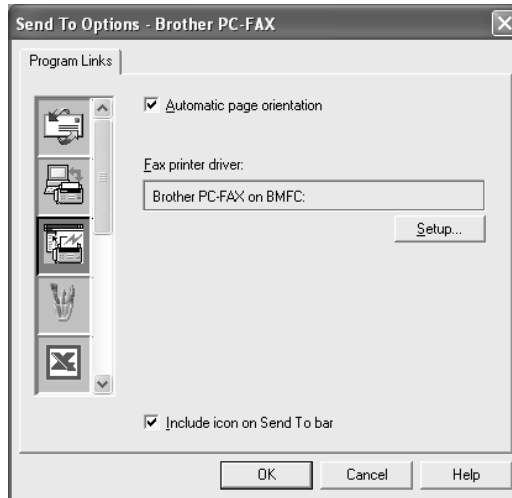 Send To Options - Brother PC-FAX
Program Links
Automatic page orientation
Fax printer driver:
Brother PC-FAX on BMFC:
Setup...
Include icon on Send To bar
OK
Cancel
Help